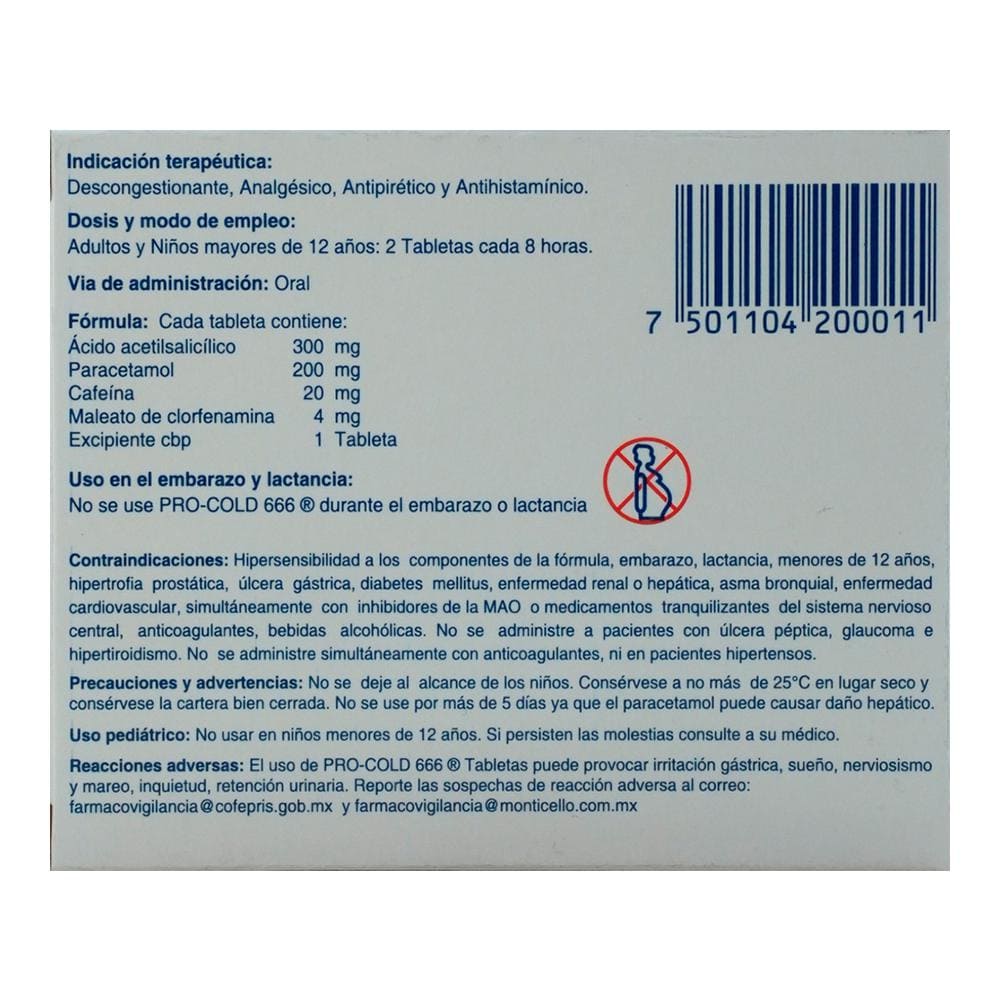 Indicación terapéutica:
Descongestionante, Analgésico, Antipirético y Antihistamínico.
Dosis y modo de empleo:
Adultos y Niños mayores de 12 años: 2 Tabletas cada 8 horas.
Via de administración: Oral
Fórmula: Cada tableta contiene:
Ácido acetilsalicílico 300 mg
Paracetamol 200 mg
Cafeína 20 mg
Maleato de clorfenamina 4 mg
Excipiente cbp 1 Tableta
7 501104 200011
Uso en el embarazo y lactancia:
No se use PRO-COLD 666 ® durante el embarazo o lactancia
Contraindicaciones: Hipersensibilidad a los componentes de la fórmula, embarazo, lactancia, menores de 12 años,
hipertrofia prostática, úlcera gástrica, diabetes mellitus, enfermedad renal o hepática, asma bronquial, enfermedad
cardiovascular, simultáneamente con inhibidores de la MAO o medicamentos tranquilizantes del sistema nervioso
central, anticoagulantes, bebidas alcohólicas. No se administre a pacientes con úlcera péptica, glaucoma e
hipertiroidismo. No se administre simultáneamente con anticoagulantes, ni en pacientes hipertensos.
Precauciones y advertencias: No se deje al alcance de los niños. Consérvese a no más de 25°C en lugar seco y
consérvese la cartera bien cerrada. No se use por más de 5 días ya que el paracetamol puede causar daño hepático.
Uso pediátrico: No usar en niños menores de 12 años. Si persisten las molestias consulte a su médico.
Reacciones adversas: El uso de PRO-COLD 666 ® Tabletas puede provocar irritación gástrica, sueño, nerviosismo
y mareo, inquietud, retención urinaria. Reporte las sospechas de reacción adversa al correo:
farmacovigilancia@cofepris.gob.mx y farmacovigilancia@monticello.com.mx